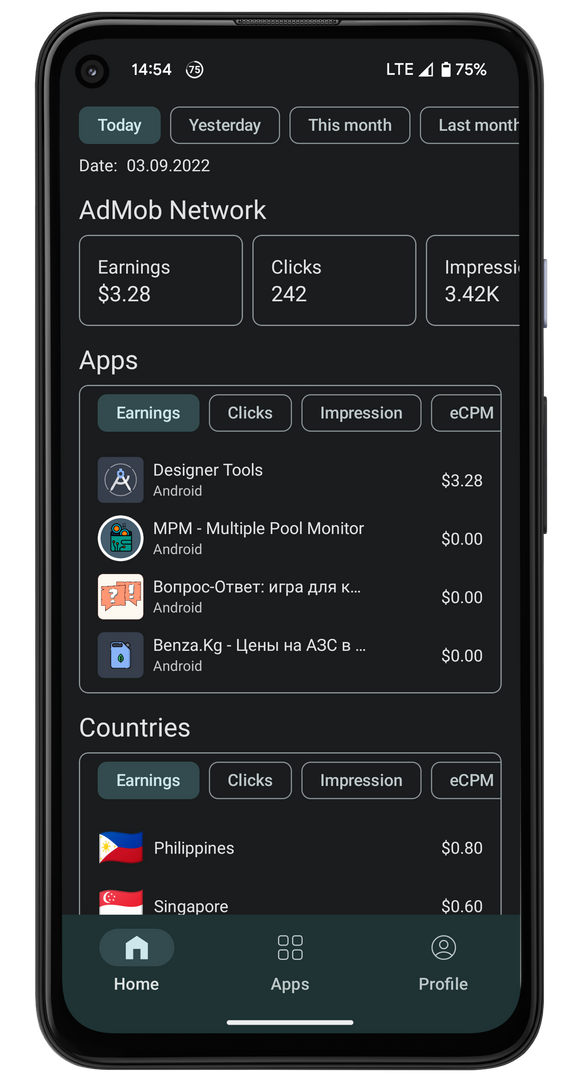 14:54 75 LTE 75%
Today Yesterday This month Last month
Date: 03.09.2022
AdMob Network
Earnings Clicks Impressi
$3.28 242 3.42K
Apps
Earnings Clicks Impression eCPM
Designer Tools
Android
$3.28
MPM - Multiple Pool Monitor
Android
$0.00
Вопрос-Ответ: игра для к...
Android
$0.00
Benza.Kg - Цены на АЗС в ...
Android
$0.00
Countries
Earnings Clicks Impression eCPM
Philippines $0.80
Singapore $0.60
Home Apps Profile